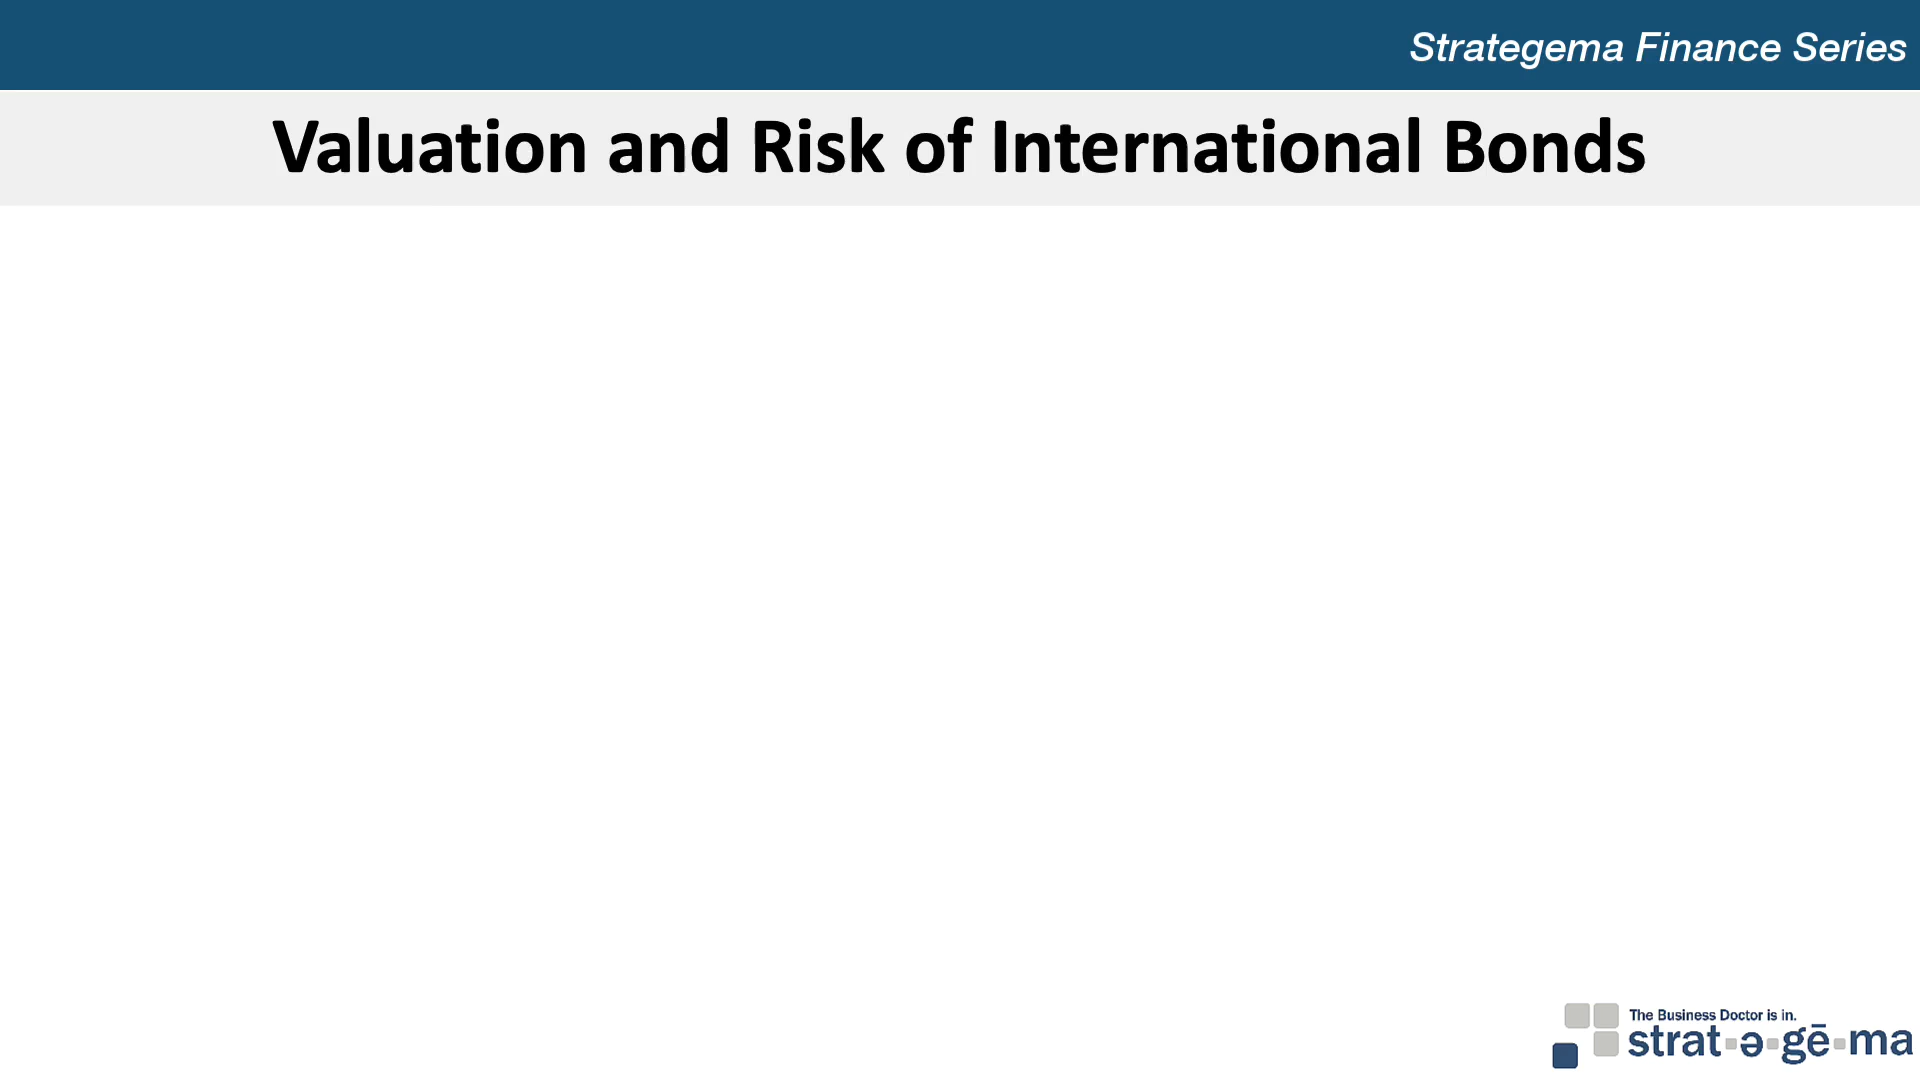 Strategema Finance Series
Valuation and Risk of International Bonds
The Business Doctor is in.
strat-ə-gē-ma